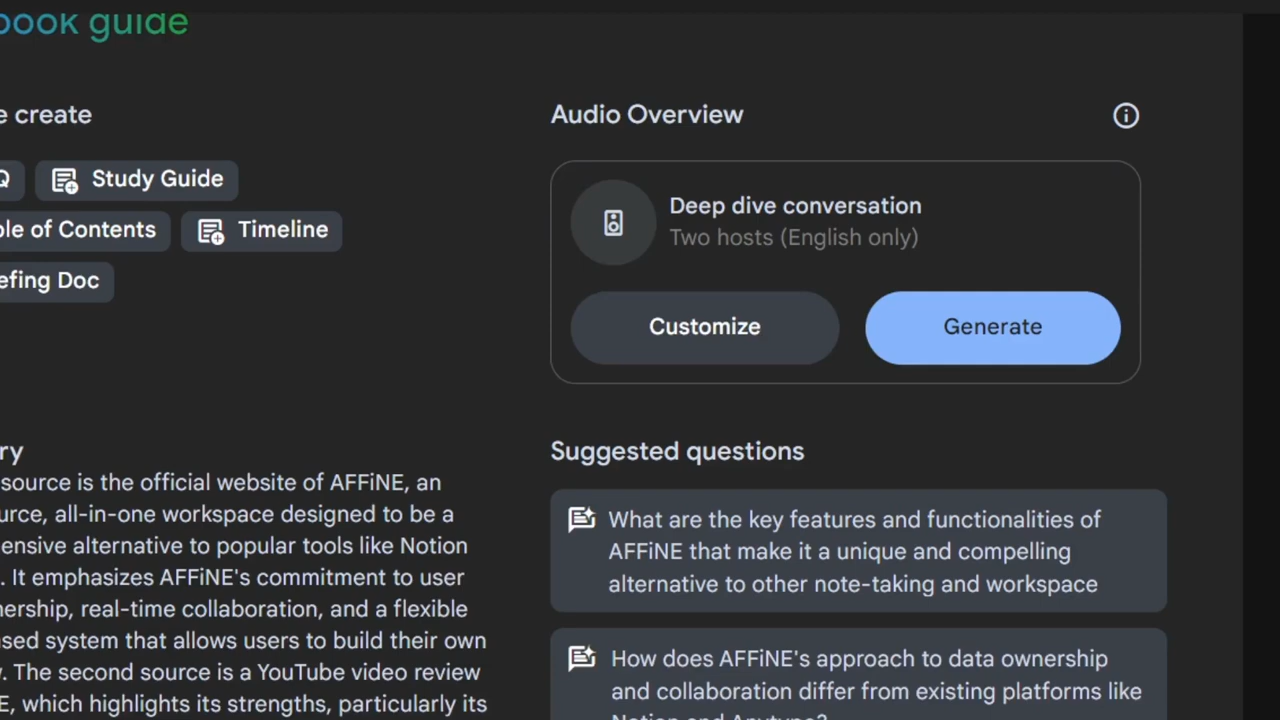 book guide
e create
Q
Study Guide
ble of Contents
Timeline
efing Doc
ry
source is the official website of AFFiNE, an
urce, all-in-one workspace designed to be a
ensive alternative to popular tools like Notion
. It emphasizes AFFiNE's commitment to user
nership, real-time collaboration, and a flexible
ased system that allows users to build their own
. The second source is a YouTube video review
E, which highlights its strengths, particularly its
Audio Overview
Deep dive conversation
Two hosts (English only)
Customize
Generate
Suggested questions
What are the key features and functionalities of
AFFiNE that make it a unique and compelling
alternative to other note-taking and workspace
How does AFFiNE's approach to data ownership
and collaboration differ from existing platforms like
Notion and Anytype?